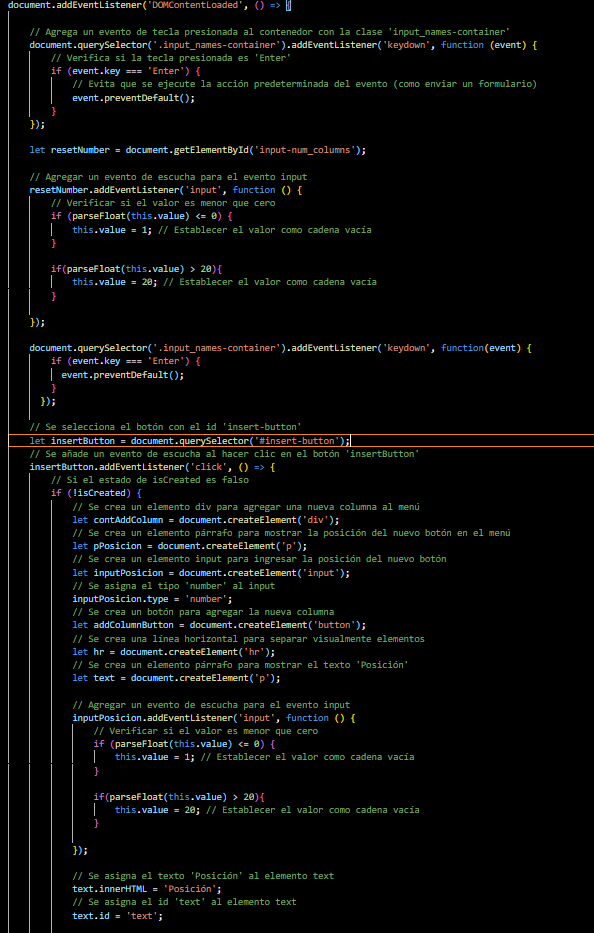 document.addEventListener('DOMContentLoaded', () => {
// Agrega un evento de tecla presionada al contenedor con la clase 'input_names-container'
document.querySelector('.input_names-container').addEventListener('keydown', function (event) {
// Verifica si la tecla presionada es 'Enter'
if (event.key === 'Enter') {
// Evita que se ejecute la acción predeterminada del evento (como enviar un formulario)
event.preventDefault();
}
});
let resetNumber = document.getElementById('input-num_columns');
// Agregar un evento de escucha para el evento input
resetNumber.addEventListener('input', function () {
// Verificar si el valor es menor que cero
if (parseFloat(this.value) <= 0) {
this.value = 1; // Establecer el valor como cadena vacía
}
if(parseFloat(this.value) > 20){
this.value = 20; // Establecer el valor como cadena vacía
}
});
document.querySelector('.input_names-container').addEventListener('keydown', function(event) {
if (event.key === 'Enter') {
event.preventDefault();
}
});
// Se selecciona el botón con el id 'insert-button'
let insertButton = document.querySelector('#insert-button');
// Se añade un evento de escucha al hacer clic en el botón 'insertButton'
insertButton.addEventListener('click', () => {
// Si el estado de isCreated es falso
if (!isCreated) {
// Se crea un elemento div para agregar una nueva columna al menú
let contAddColumn = document.createElement('div');
// Se crea un elemento párrafo para mostrar la posición del nuevo botón en el menú
let pPosicion = document.createElement('p');
// Se crea un elemento input para ingresar la posición del nuevo botón
let inputPosicion = document.createElement('input');
// Se asigna el tipo 'number' al input
inputPosicion.type = 'number';
// Se crea un botón para agregar la nueva columna
let addColumnButton = document.createElement('button');
// Se crea una línea horizontal para separar visualmente elementos
let hr = document.createElement('hr');
// Se crea un elemento párrafo para mostrar el texto 'Posición'
let text = document.createElement('p');
// Agregar un evento de escucha para el evento input
inputPosicion.addEventListener('input', function () {
// Verificar si el valor es menor que cero
if (parseFloat(this.value) <= 0) {
this.value = 1; // Establecer el valor como cadena vacía
}
if(parseFloat(this.value) > 20){
this.value = 20; // Establecer el valor como cadena vacía
}
});
// Se asigna el texto 'Posición' al elemento text
text.innerHTML = 'Posición';
// Se asigna el id 'text' al elemento text
text.id = 'text';